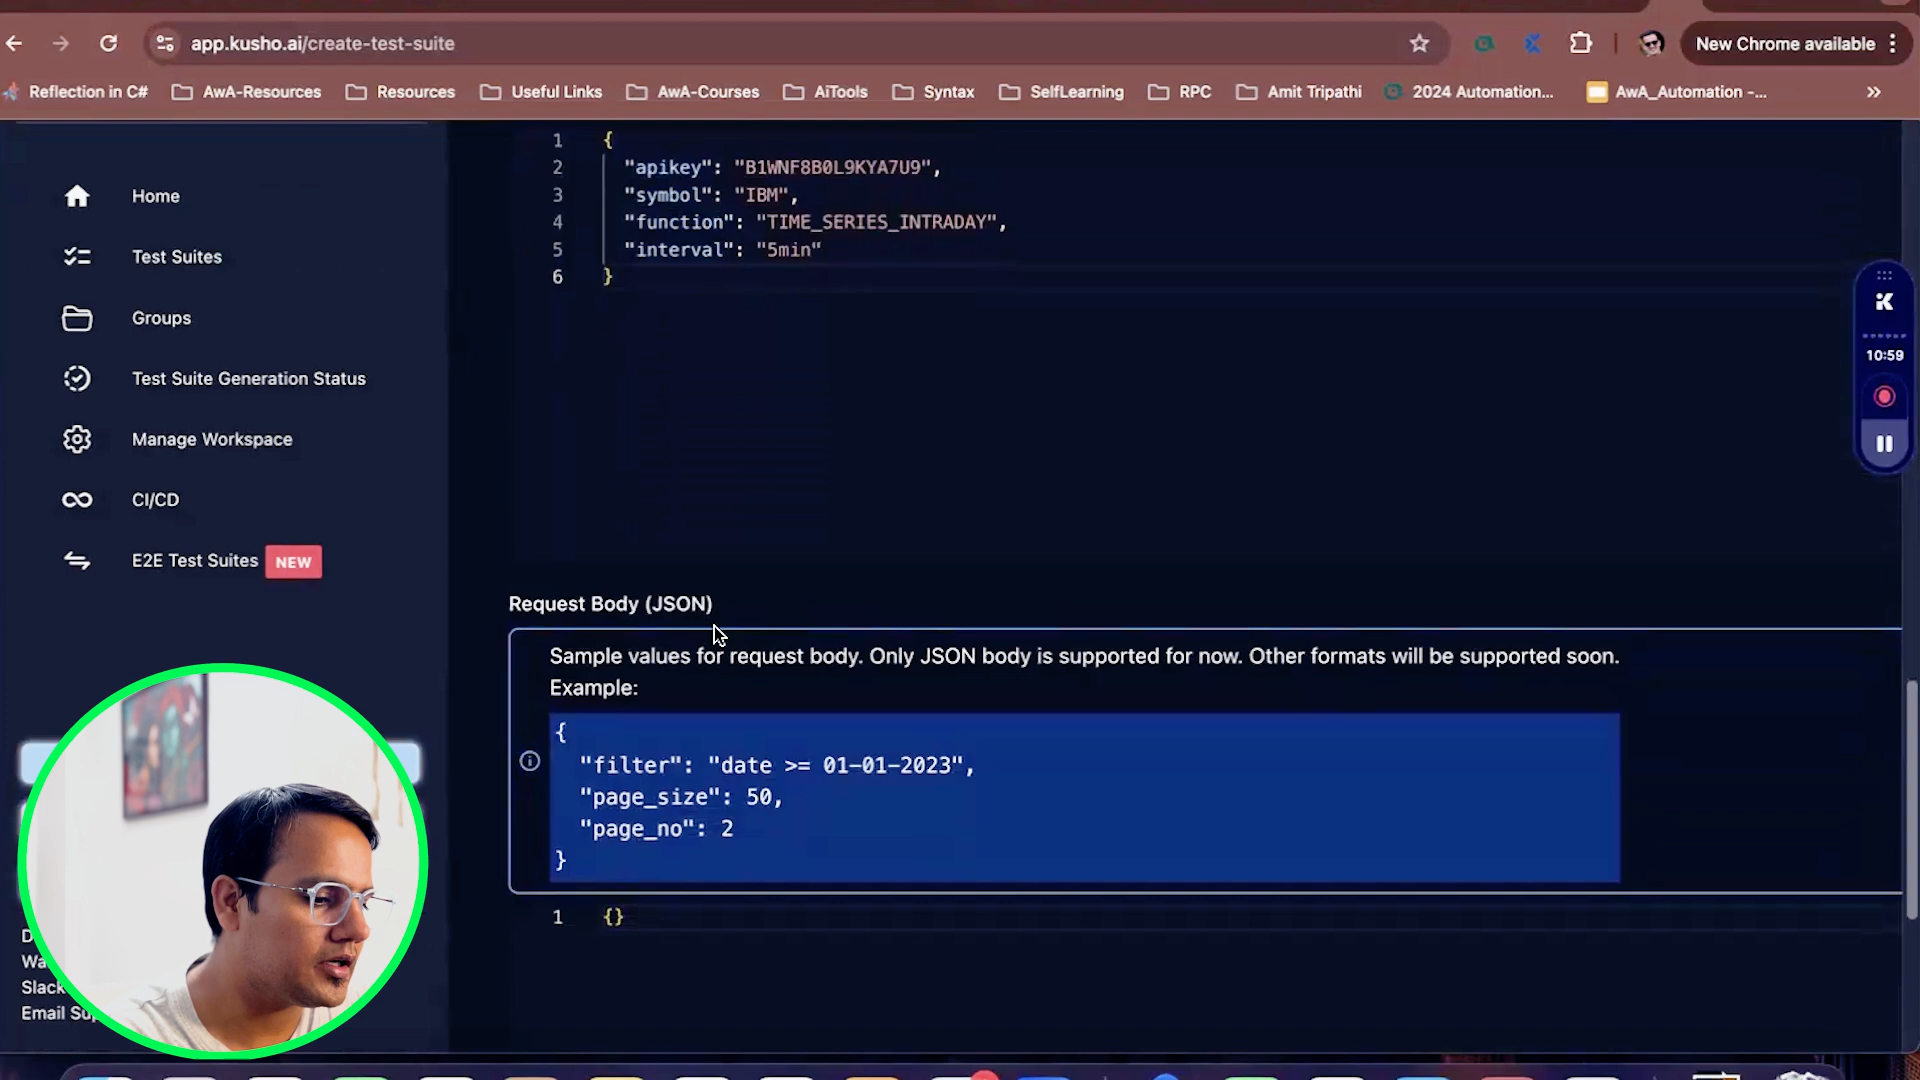 app.kusho.ai/create-test-suite
New Chrome available
Reflection in C#
AwA-Resources
Resources
Useful Links
AwA-Courses
AiTools
Syntax
SelfLearning
RPC
Amit Tripathi
2024 Automation...
AwA_Automation -...
Home
Test Suites
Groups
Test Suite Generation Status
Manage Workspace
CI/CD
E2E Test Suites NEW
1 {
2 "apikey": "B1WNF8B0L9KYA7U9",
3 "symbol": "IBM",
4 "function": "TIME_SERIES_INTRADAY",
5 "interval": "5min"
6 }
10:59
Request Body (JSON)
Sample values for request body. Only JSON body is supported for now. Other formats will be supported soon.
Example:
{
"filter": "date >= 01-01-2023",
"page_size": 50,
"page_no": 2
}
1 {}
Slack
Email